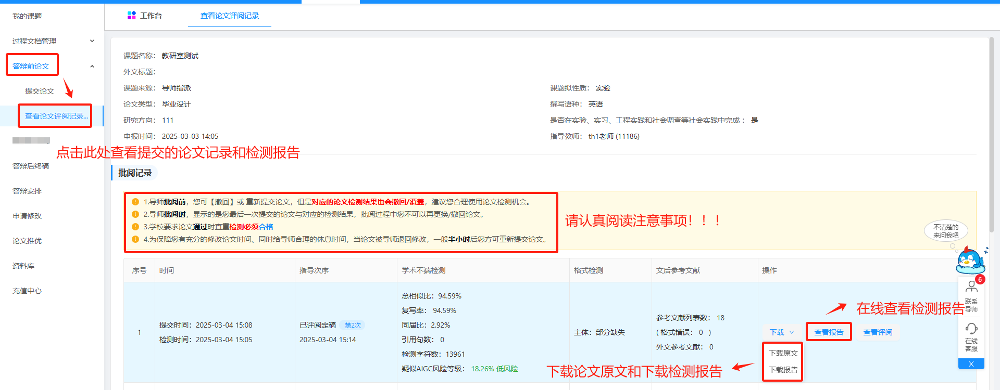 我的课题
过程文档管理
答辩前论文
提交论文
查看论文评阅记录...
答辩后终稿
答辩安排
申请修改
论文推优
资料库
充值中心
工作台
查看论文评阅记录
课题名称： 教研室测试
外文标题：
课题来源： 导师指派
课题拟性质： 实验
论文类型： 毕业设计
撰写语种： 英语
研究方向： 111
是否在实验、实习、工程实践和社会调查等社会实践中完成： 是
申报时间： 2025-03-03 14:05
指导教师： th1老师 (11186)
点击此处查看提交的论文记录和检测报告
批阅记录
1.导师批阅前，您可【撤回】或 重新提交论文，但是对应的论文检测结果也会撤回/覆盖，建议您合理使用论文检测机会。
2.导师批阅时，显示的是您最后一次提交的论文与对应的检测结果，批阅过程中您不可以再更换/撤回论文。
3.学校要求论文通过时查重检测必须合格
4.为保障您有充分的修改论文时间、同时给导师合理的休息时间，当论文被导师退回修改，一般半小时后您方可重新提交论文。
请认真阅读注意事项！！！
不清楚的
来问我吧
z
z
序号 时间 指导次序 学术不端检测 格式检测 文后参考文献 操作
1
提交时间：2025-03-04 15:08
检测时间：2025-03-04 15:05
已评阅定稿 第2次
2025-03-04 15:14
总相似比：94.59%
复写率： 94.59%
同届比：2.92%
引用句数： 0
检测字符数：13961
疑似AIGC风险等级： 18.26% 低风险
主体：部分缺失
参考文献列表数： 18
( 格式错误： 0 )
外文参考文献： 0
下载
查看报告
查看评阅
下载原文
下载报告
在线查看检测报告
下载论文原文和下载检测报告
6
联系
导师
在线
客服
X